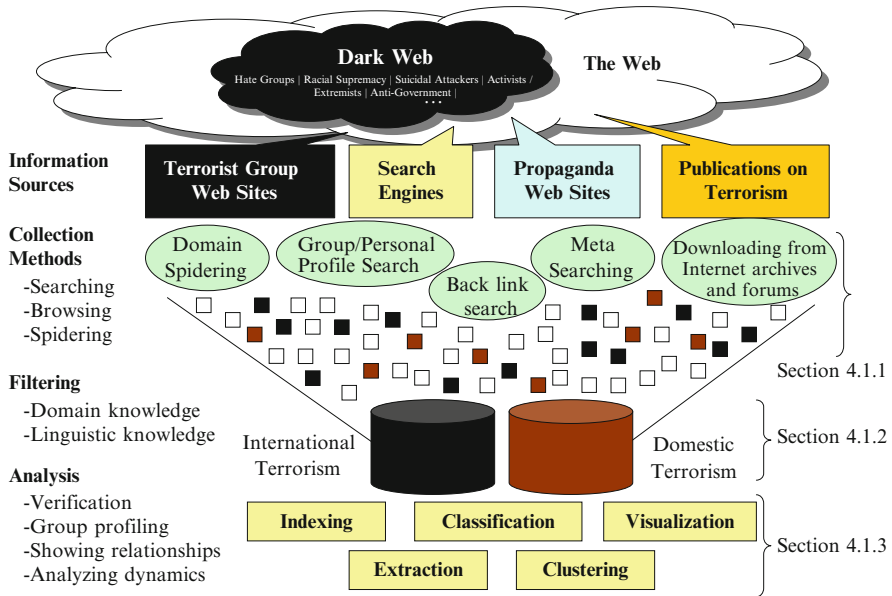 Dark Web
Hate Groups | Racial Supremacy | Suicidal Attackers | Activists /
Extremists | Anti-Government |
...
The Web
Information
Sources
Terrorist Group
Web Sites
Search
Engines
Propaganda
Web Sites
Publications on
Terrorism
Collection
Methods
-Searching
-Browsing
-Spidering
Domain
Spidering
Group/Personal
Profile Search
Back link
search
Meta
Searching
Downloading from
Internet archives
and forums
Section 4.1.1
Filtering
-Domain knowledge
-Linguistic knowledge
International
Terrorism
Domestic
Terrorism
Section 4.1.2
Analysis
-Verification
-Group profiling
-Showing relationships
-Analyzing dynamics
Indexing
Classification
Visualization
Extraction
Clustering
Section 4.1.3